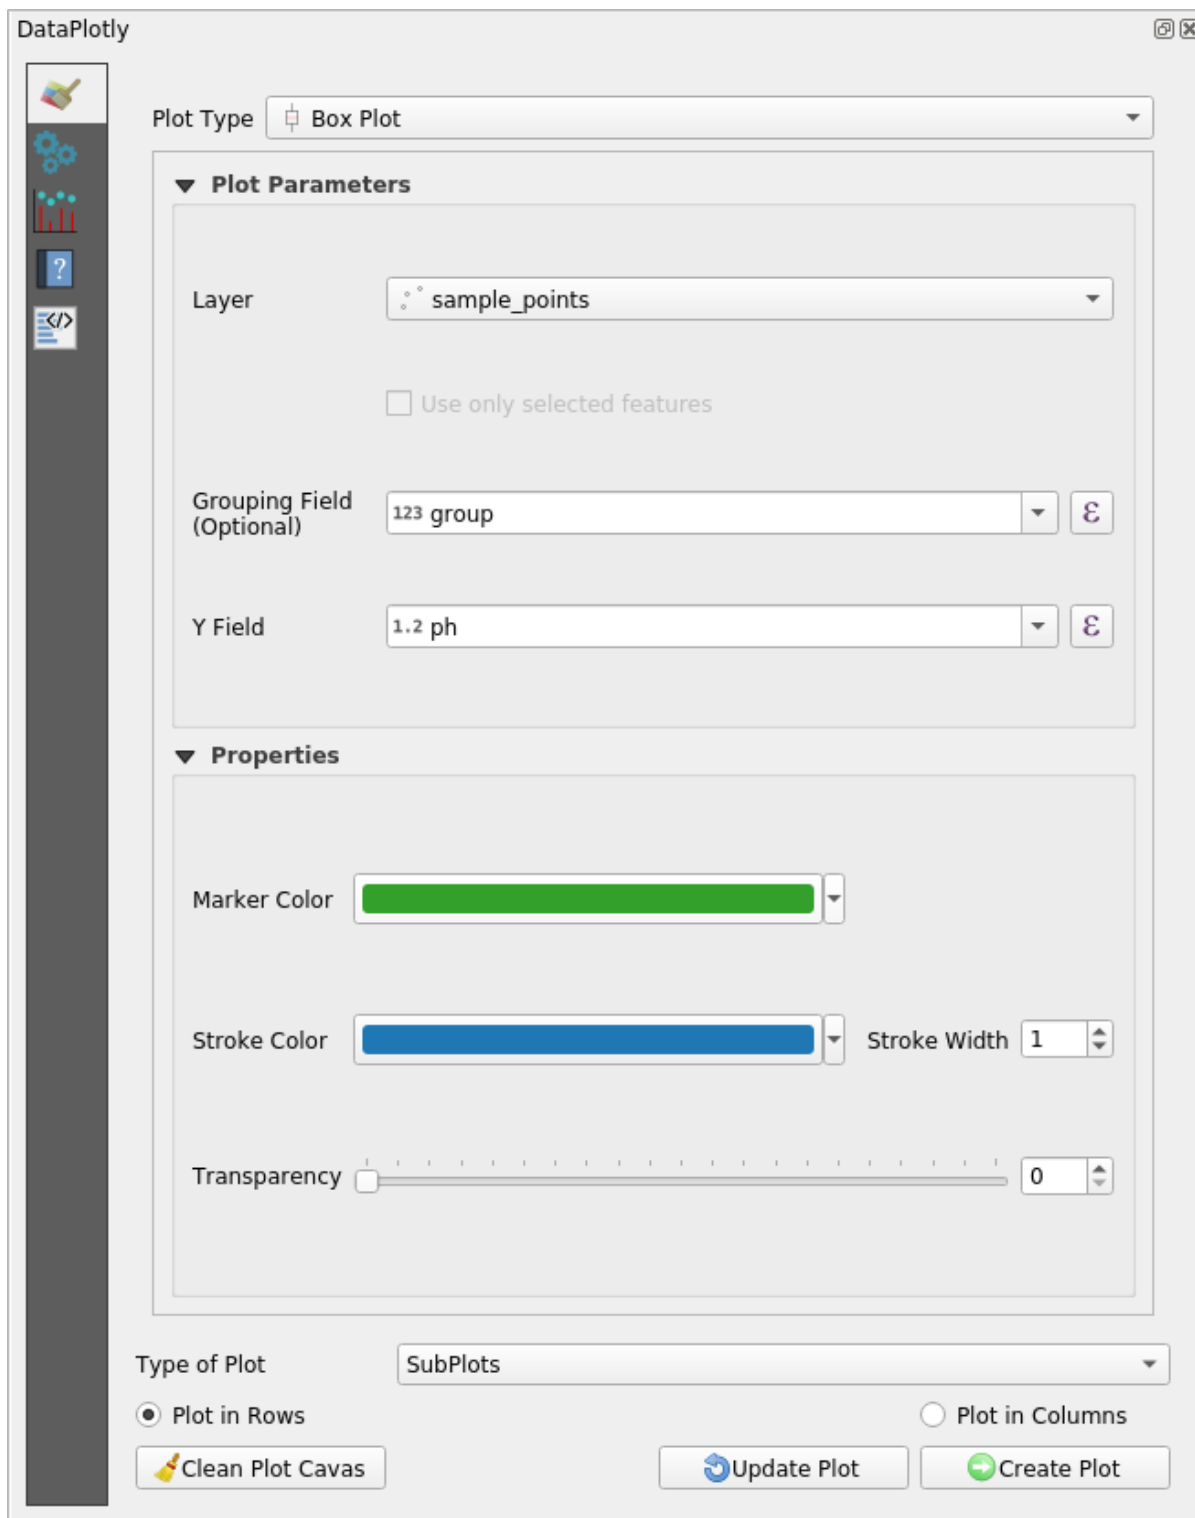 DataPlotly
Plot Type Box Plot
Plot Parameters
Layer sample_points
Use only selected features
Grouping Field
(Optional)
123 group
ε
Y Field 1.2 ph ε
Properties
Marker Color
Stroke Color Stroke Width 1
Transparency 0
Type of Plot SubPlots
Plot in Rows Plot in Columns
Clean Plot Cavas Update Plot Create Plot
?
</>